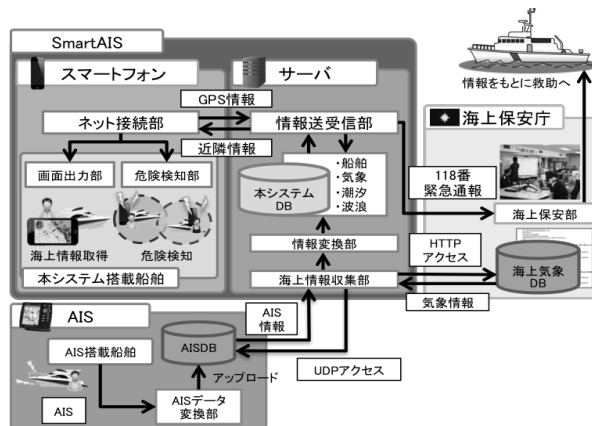 SmartAIS
スマートフォン
サーバ
GPS情報
ネット接続部
情報送受信部
近隣情報
画面出力部
危険検知部
海上情報取得
危険検知
本システム搭載船舶
本システム
DB
・船舶
・気象
・潮汐
・波浪
情報変換部
海上情報収集部
情報をもとに救助へ
海上保安庁
118番
緊急通報
海上保安部
HTTP
アクセス
海上気象
DB
気象情報
AIS
AIS
情報
AISDB
AIS搭載船舶
アップロード
UDPアクセス
AIS
AISデータ
変換部